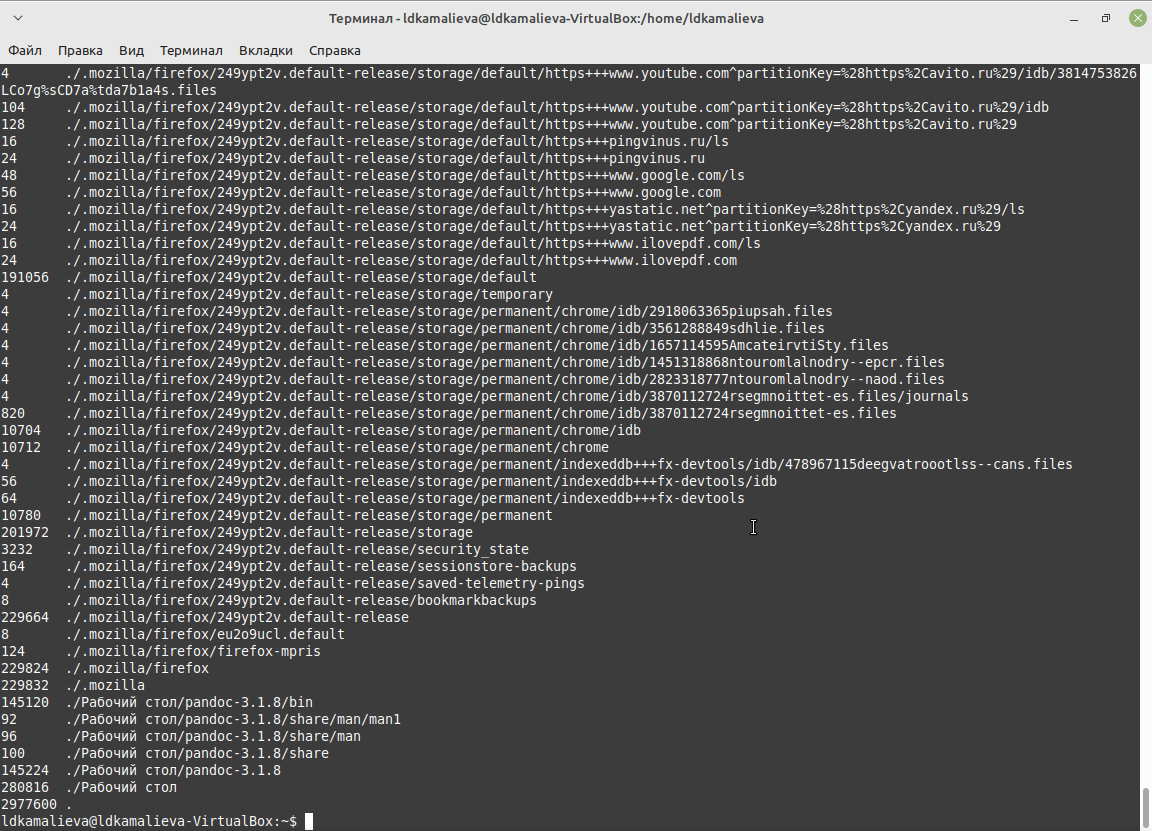 Терминал - ldkamalieva@ldkamalieva-VirtualBox:/home/ldkamalieva
Файл Правка Вид Терминал Вкладки Справка
4 ./.mozilla/firefox/249ypt2v.default-release/storage/default/https+++www.youtube.com^partitionKey=%28https%2Cavito.ru%29/idb/3814753826
LCo7g%sCD7a%tda7b1a4s.files
104 ./.mozilla/firefox/249ypt2v.default-release/storage/default/https+++www.youtube.com^partitionKey=%28https%2Cavito.ru%29/idb
128 ./.mozilla/firefox/249ypt2v.default-release/storage/default/https+++www.youtube.com^partitionKey=%28https%2Cavito.ru%29
16 ./.mozilla/firefox/249ypt2v.default-release/storage/default/https+++pingvinus.ru/ls
24 ./.mozilla/firefox/249ypt2v.default-release/storage/default/https+++pingvinus.ru
48 ./.mozilla/firefox/249ypt2v.default-release/storage/default/https+++www.google.com/ls
56 ./.mozilla/firefox/249ypt2v.default-release/storage/default/https+++www.google.com
16 ./.mozilla/firefox/249ypt2v.default-release/storage/default/https+++yastatic.net^partitionKey=%28https%2Cyandex.ru%29/ls
24 ./.mozilla/firefox/249ypt2v.default-release/storage/default/https+++yastatic.net^partitionKey=%28https%2Cyandex.ru%29
16 ./.mozilla/firefox/249ypt2v.default-release/storage/default/https+++www.ilovepdf.com/ls
24 ./.mozilla/firefox/249ypt2v.default-release/storage/default/https+++www.ilovepdf.com
191056 ./.mozilla/firefox/249ypt2v.default-release/storage/default
4 ./.mozilla/firefox/249ypt2v.default-release/storage/temporary
4 ./.mozilla/firefox/249ypt2v.default-release/storage/permanent/chrome/idb/2918063365piupsah.files
4 ./.mozilla/firefox/249ypt2v.default-release/storage/permanent/chrome/idb/3561288849sdhlie.files
4 ./.mozilla/firefox/249ypt2v.default-release/storage/permanent/chrome/idb/1657114595AmcateirvtiSty.files
4 ./.mozilla/firefox/249ypt2v.default-release/storage/permanent/chrome/idb/1451318868ntouromlalnodry--epcr.files
4 ./.mozilla/firefox/249ypt2v.default-release/storage/permanent/chrome/idb/2823318777ntouromlalnodry--naod.files
4 ./.mozilla/firefox/249ypt2v.default-release/storage/permanent/chrome/idb/3870112724rsegmnoittet-es.files/journals
820 ./.mozilla/firefox/249ypt2v.default-release/storage/permanent/chrome/idb/3870112724rsegmnoittet-es.files
10704 ./.mozilla/firefox/249ypt2v.default-release/storage/permanent/chrome/idb
10712 ./.mozilla/firefox/249ypt2v.default-release/storage/permanent/chrome
4 ./.mozilla/firefox/249ypt2v.default-release/storage/permanent/indexeddb+++fx-devtools/idb/478967115deegvatroootlss--cans.files
56 ./.mozilla/firefox/249ypt2v.default-release/storage/permanent/indexeddb+++fx-devtools/idb
64 ./.mozilla/firefox/249ypt2v.default-release/storage/permanent/indexeddb+++fx-devtools
10780 ./.mozilla/firefox/249ypt2v.default-release/storage/permanent
201972 ./.mozilla/firefox/249ypt2v.default-release/storage
3232 ./.mozilla/firefox/249ypt2v.default-release/security_state
164 ./.mozilla/firefox/249ypt2v.default-release/sessionstore-backups
4 ./.mozilla/firefox/249ypt2v.default-release/saved-telemetry-pings
8 ./.mozilla/firefox/249ypt2v.default-release/bookmarkbackups
229664 ./.mozilla/firefox/249ypt2v.default-release
8 ./.mozilla/firefox/eu2o9ucl.default
124 ./.mozilla/firefox/firefox-mpris
229824 ./.mozilla/firefox
229832 ./.mozilla
145120 ./Рабочий стол/pandoc-3.1.8/bin
92 ./Рабочий стол/pandoc-3.1.8/share/man/man1
96 ./Рабочий стол/pandoc-3.1.8/share/man
100 ./Рабочий стол/pandoc-3.1.8/share
145224 ./Рабочий стол/pandoc-3.1.8
280816 ./Рабочий стол
2977600 .
ldkamalieva@ldkamalieva-VirtualBox:~$